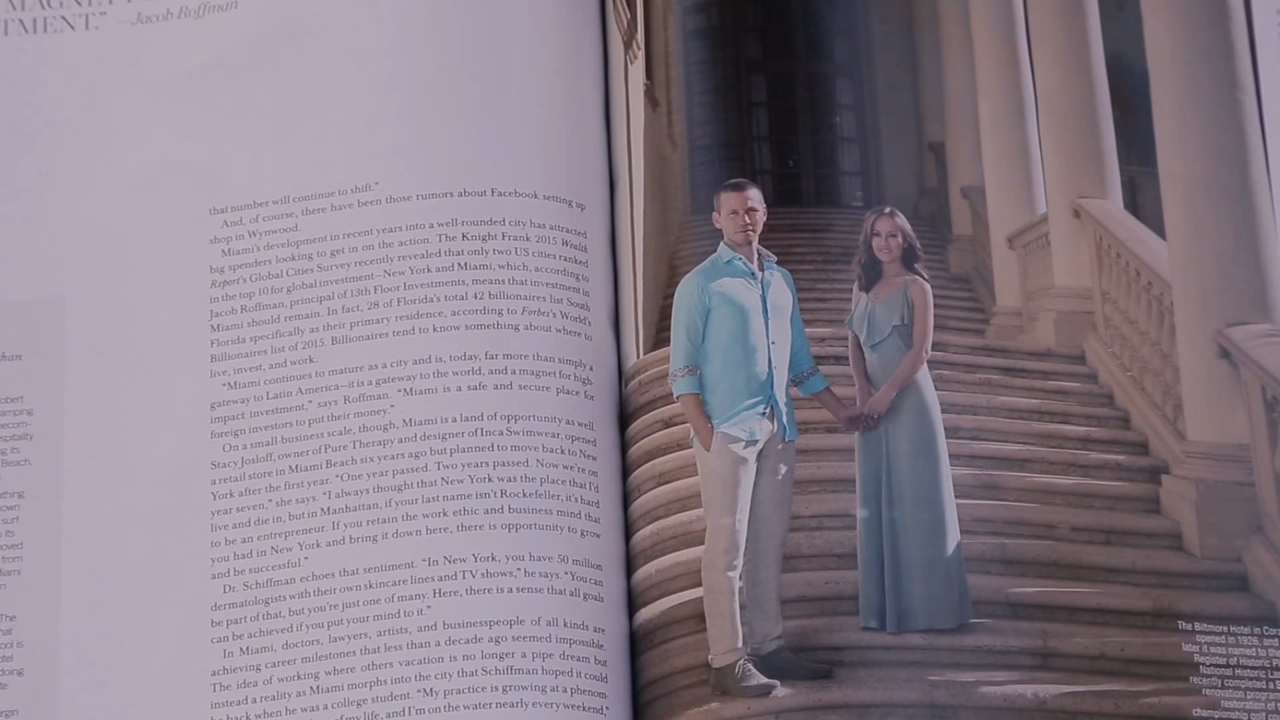 TMENT.” —Jacob Roffman
that number will continue to shift.”
And, of course, there have been those rumors about Facebook setting up
shop in Wynwood.
Miami’s development in recent years into a well-rounded city has attracted
big spenders looking to get in on the action. The Knight Frank 2015 Wealth
Report’s Global Cities Survey recently revealed that only two US cities ranked
in the top 10 for global investment—New York and Miami, which, according to
Jacob Roffman, principal of 13th Floor Investments, means that investment in
Miami should remain. In fact, 28 of Florida’s total 42 billionaires list South
Florida specifically as their primary residence, according to Forbes’s World’s
Billionaires list of 2015. Billionaires tend to know something about where to
live, invest, and work.
“Miami continues to mature as a city and is, today, far more than simply a
gateway to Latin America—it is a gateway to the world, and a magnet for high-
impact investment,” says Roffman. “Miami is a safe and secure place for
foreign investors to put their money.”
On a small-business scale, though, Miami is a land of opportunity as well.
Stacy Josloff, owner of Pure Therapy and designer of Inca Swimwear, opened
a retail store in Miami Beach six years ago but planned to move back to New
York after the first year. “One year passed. Two years passed. Now we’re on
year seven,” she says. “I always thought that New York was the place that I’d
live and die in, but in Manhattan, if your last name isn’t Rockefeller, it’s hard
to be an entrepreneur. If you retain the work ethic and business mind that
you had in New York and bring it down here, there is opportunity to grow
and be successful.”
Dr. Schiffman echoes that sentiment. “In New York, you have 50 million
dermatologists with their own skincare lines and TV shows,” he says. “You can
be part of that, but you’re just one of many. Here, there is a sense that all goals
can be achieved if you put your mind to it.”
In Miami, doctors, lawyers, artists, and businesspeople of all kinds are
achieving career milestones that less than a decade ago seemed impossible.
The idea of working where others vacation is no longer a pipe dream but
instead a reality as Miami morphs into the city that Schiffman hoped it could
be back when he was a college student. “My practice is growing at a phenom-
of my life, and I’m on the water nearly every weekend,”
Beach.
surf
from
The
The Biltmore Hotel in
opened in 1926, and
later it was named to the
Register of Historic
National Historic
recently completed a
renovation program
restoration of
championship golf